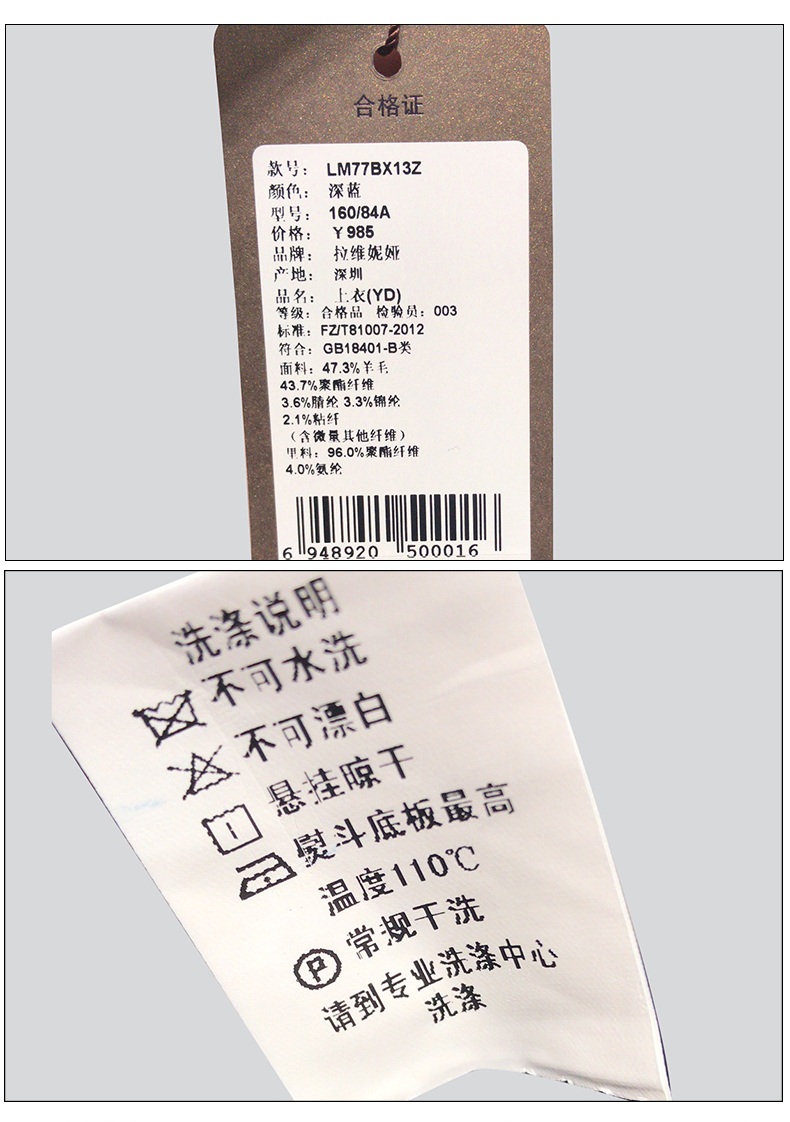 合格证
款号: LM77BX13Z
颜色: 深蓝
型号: 160/84A
价格: ￥985
品牌: 拉维妮娅
产地: 深圳
品名: 上衣(YD)
等级: 合格品 检验员: 003
标准: FZ/T81007-2012
符合: GB18401-B类
面料: 47.3%羊毛
43.7%聚酯纤维
3.6%腈纶 3.3%锦纶
2.1%粘纤
（含微量其他纤维）
里料: 96.0%聚酯纤维
4.0%氨纶
6 948920 500016
洗涤说明
不可水洗
不可漂白
悬挂晾干
熨斗底板最高
温度110℃
P 常规干洗
请到专业洗涤中心
洗涤